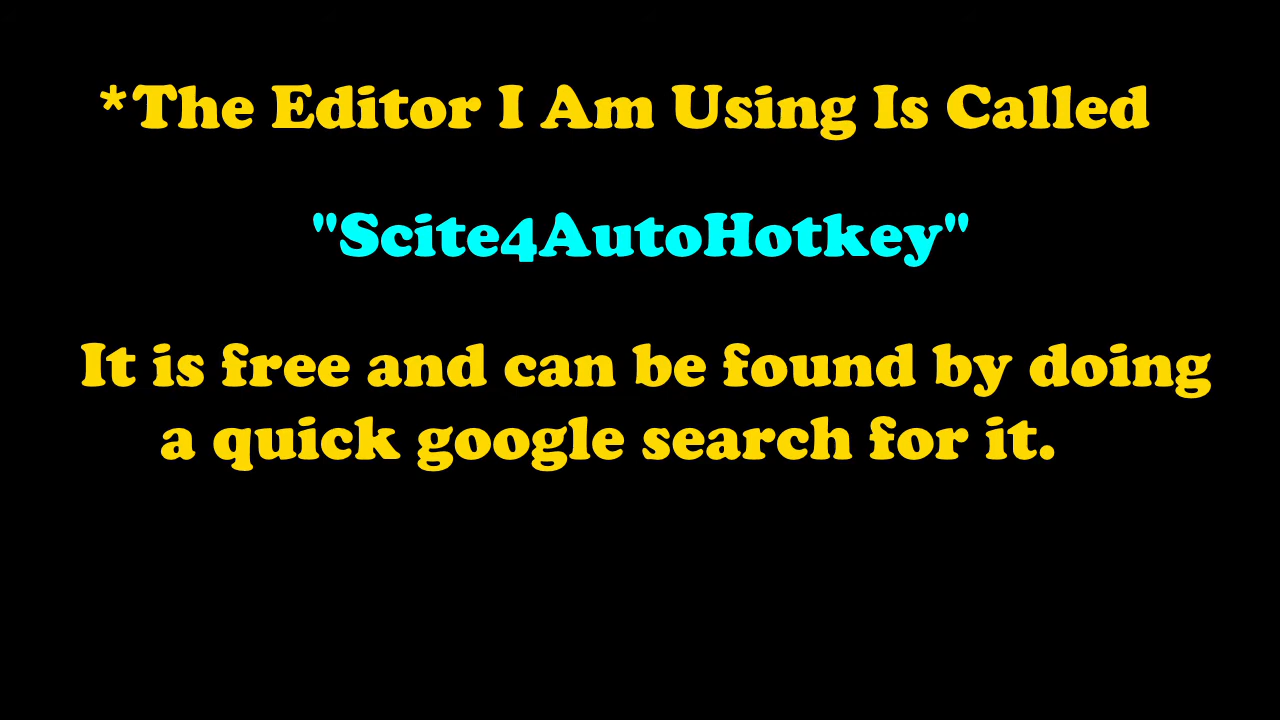 *The Editor I Am Using Is Called
"Scite4AutoHotkey"
It is free and can be found by doing
a quick google search for it.